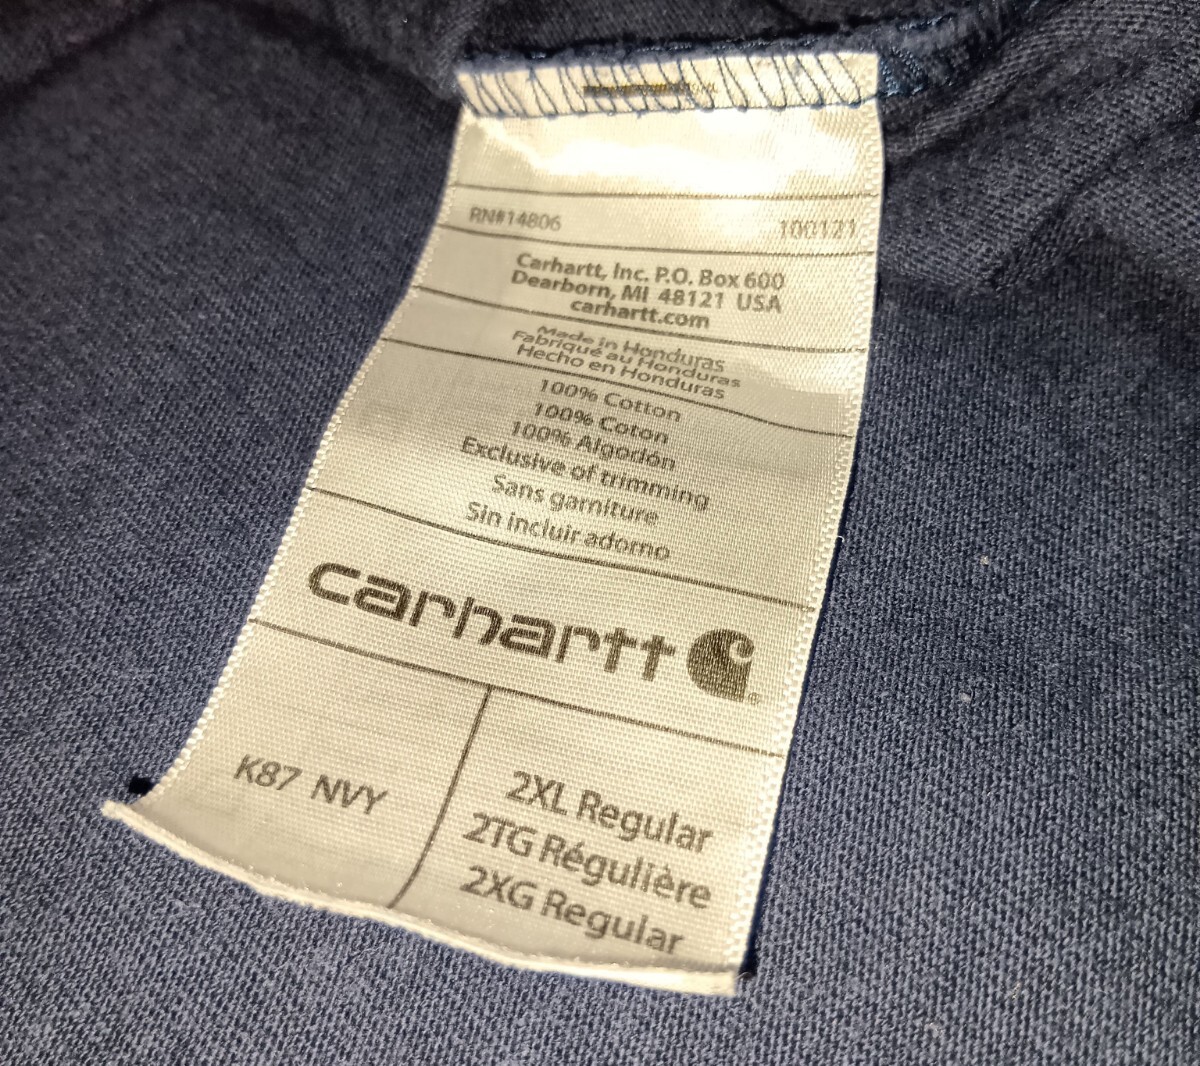 RN#14806 100121
Carhartt, Inc. P.O. Box 600
Dearborn, MI 48121 USA
carhartt.com
Made in Honduras
Fabriqué au Honduras
Hecho en Honduras
100% Cotton
100% Coton
100% Algodón
Exclusive of trimming
Sans garniture
Sin incluir adorno
carhartt
K87 NVY
2XL Regular
2TG Régulière
2XG Regular